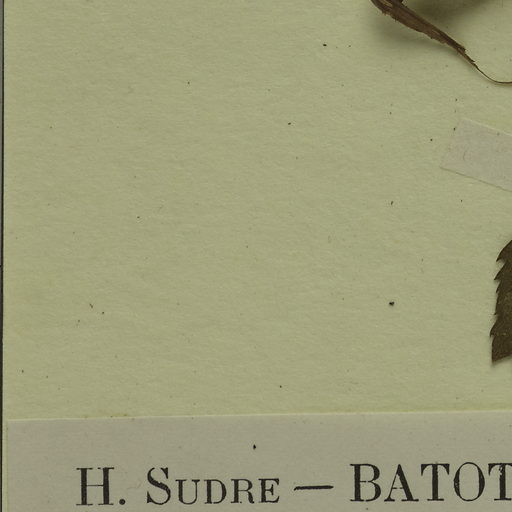 H. SUDRE — BATOT